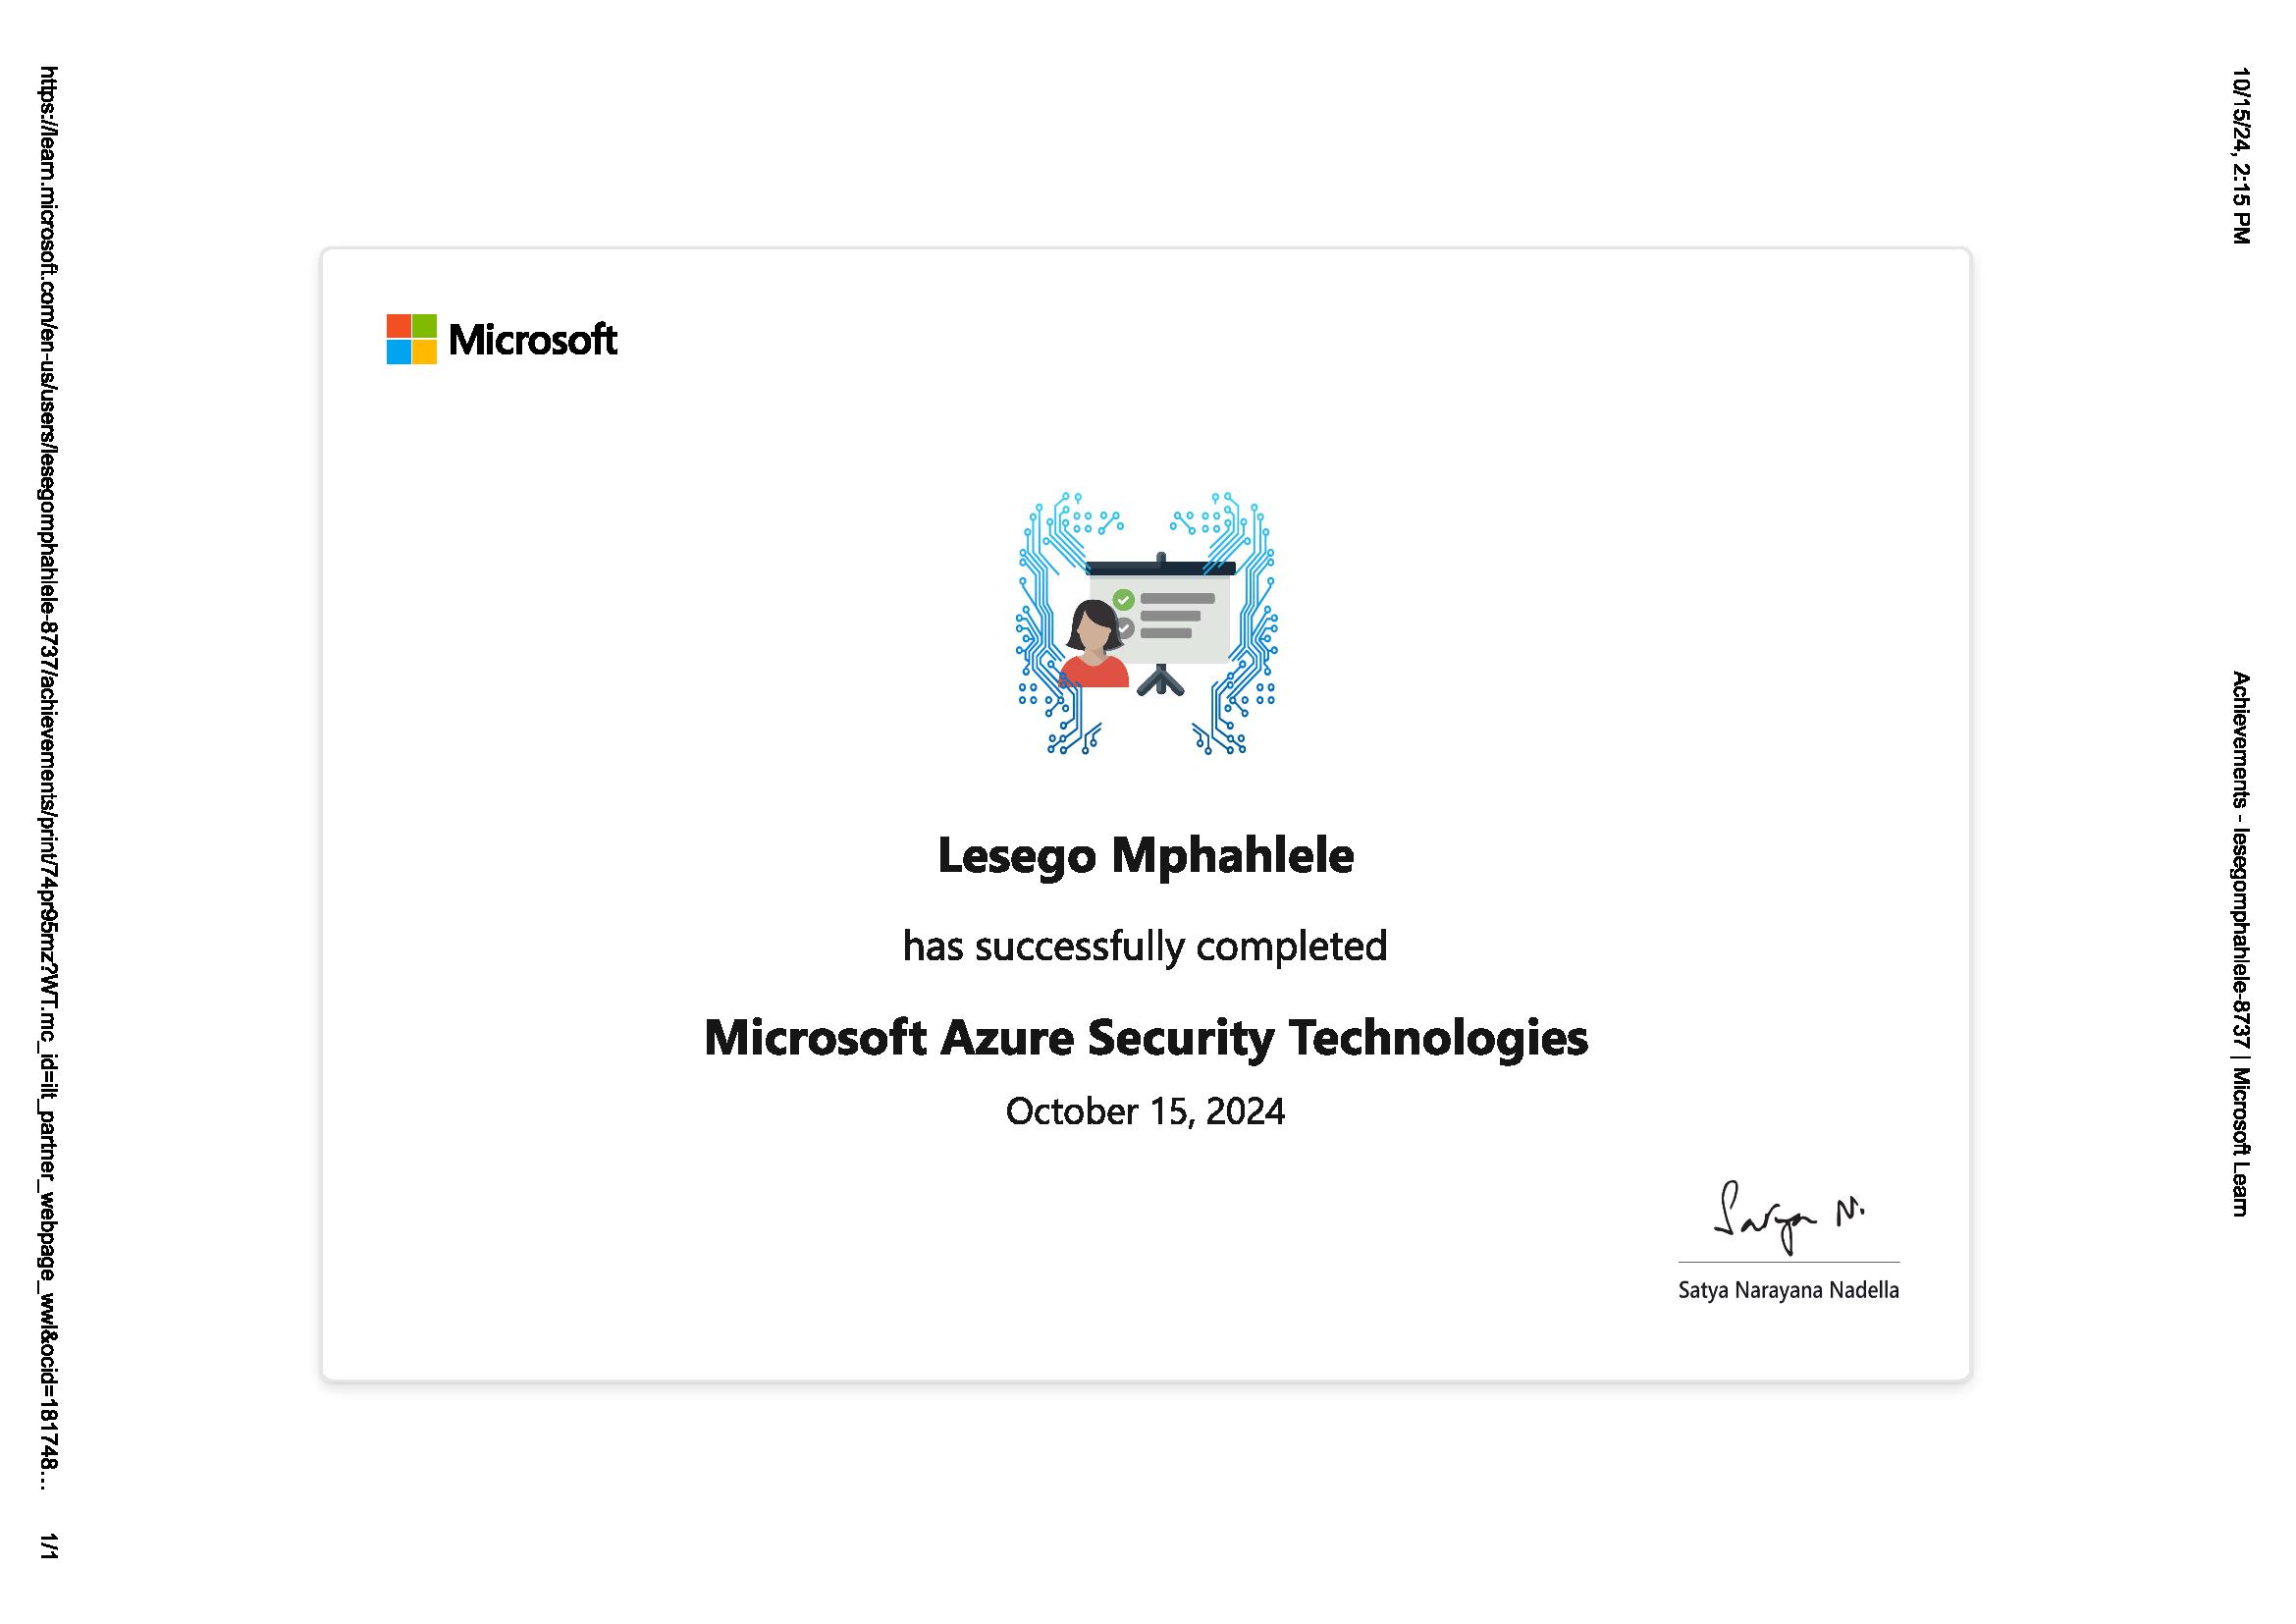 10/15/24, 2:15 PM
Achievements - lesegomphahlele-8737 | Microsoft Learn
Microsoft
Lesego Mphahlele
has successfully completed
Microsoft Azure Security Technologies
October 15, 2024
Satya N.
Satya Narayana Nadella
https://learn.microsoft.com/en-us/users/lesegomphahlele-8737/achievements/print/74pr95mz?WT.mc_id=ilt_partner_webpage_wwl&ocid=181748...
1/1